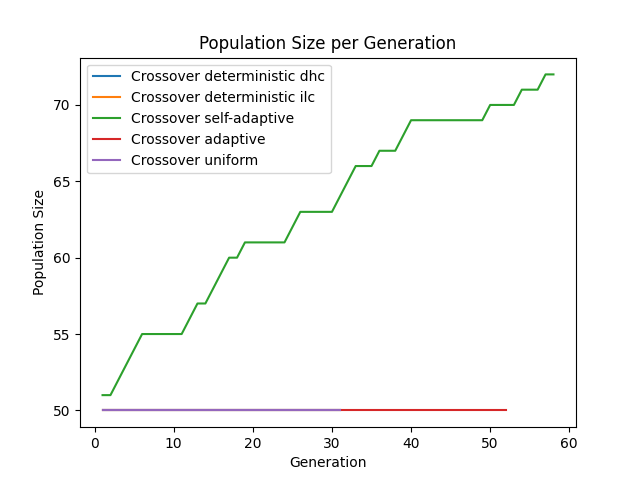 Population Size per Generation
Crossover deterministic dhc
Crossover deterministic ilc
Crossover self-adaptive
Crossover adaptive
Crossover uniform
Population Size
70
65
60
55
50
0 10 20 30 40 50 60
Generation